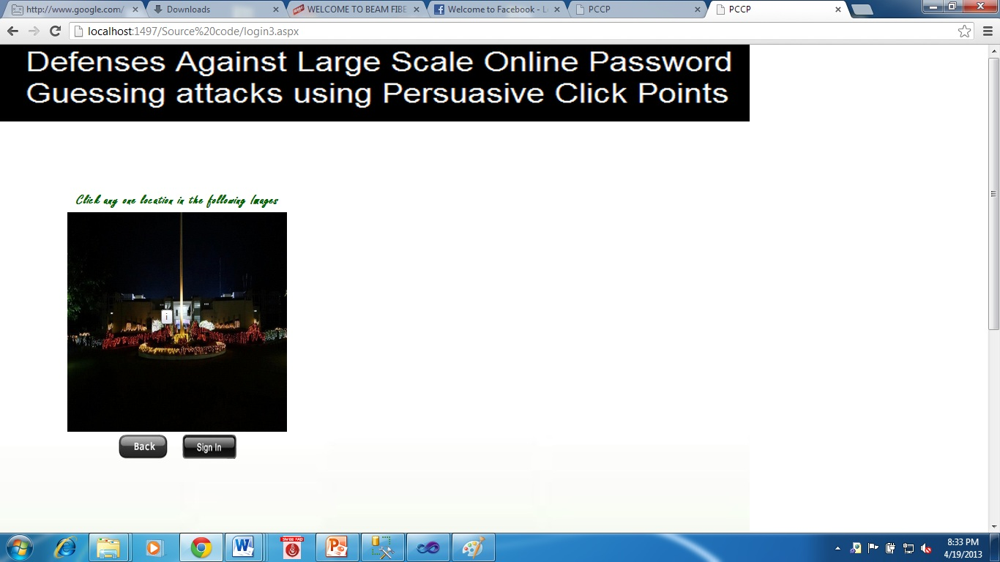 http://www.google.com/
Downloads
WELCOME TO BEAM FIBE
Welcome to Facebook - L
PCCP
PCCP
localhost:1497/Source%20code/login3.aspx
Defenses Against Large Scale Online Password
Guessing attacks using Persuasive Click Points
Click any one location in the following Images
i
Back
Sign In
8:33 PM
4/19/2013